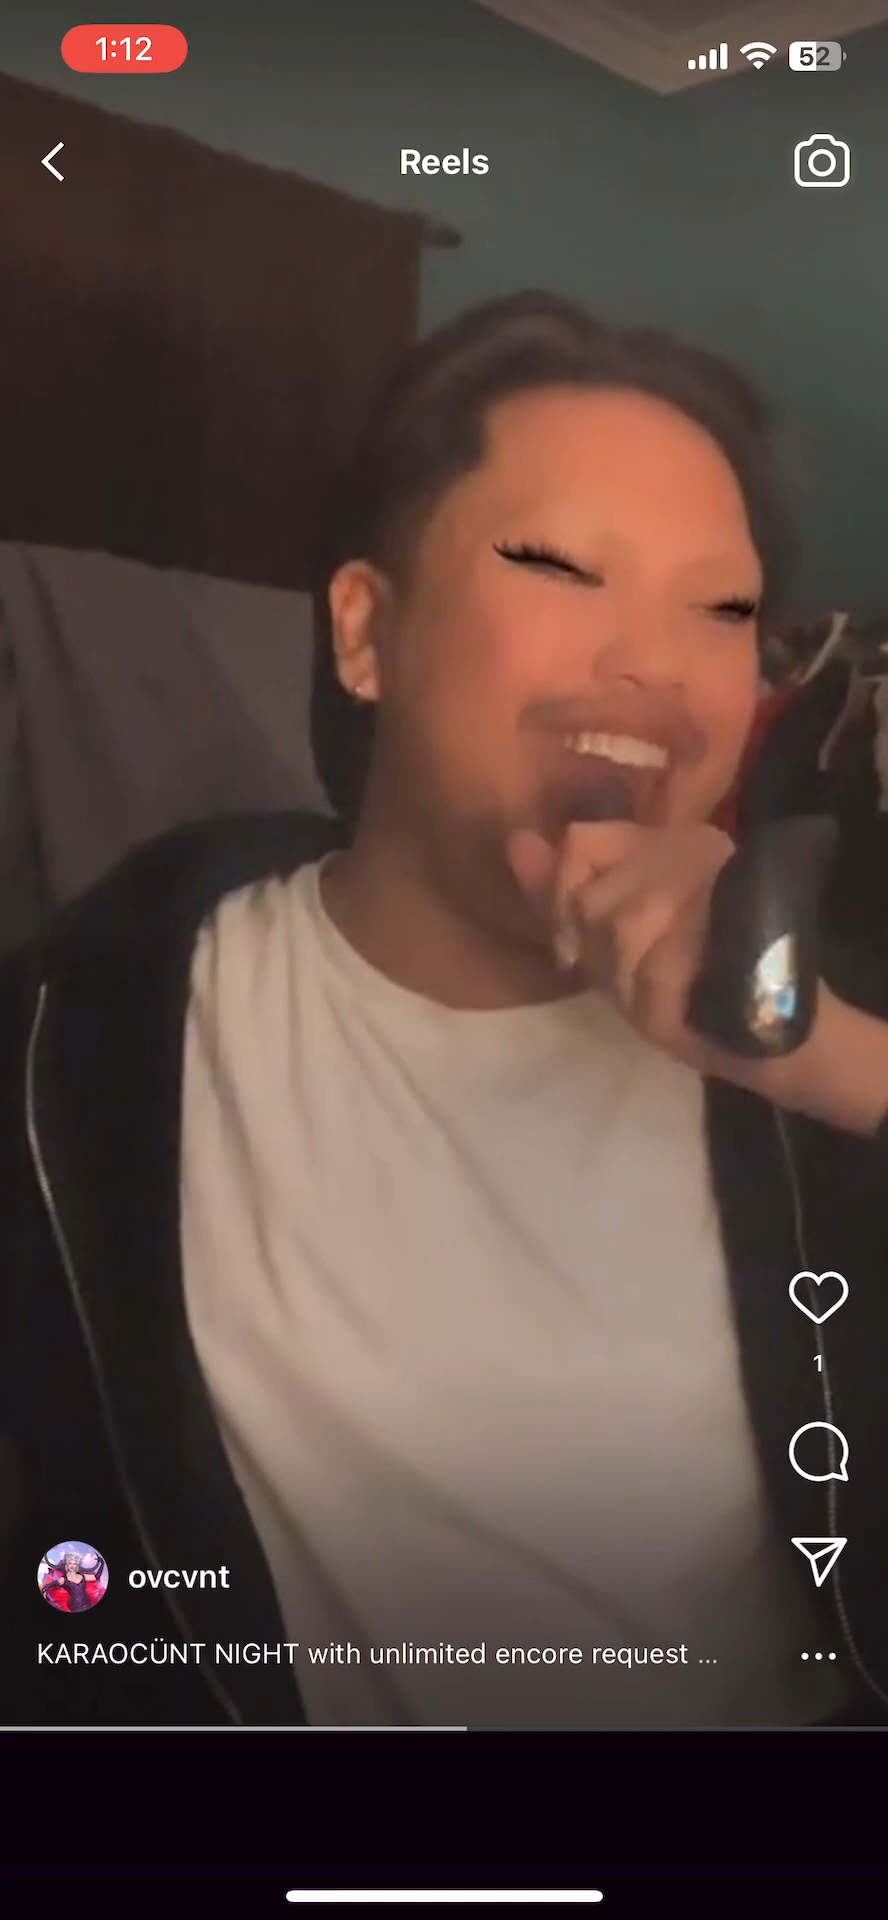 1:12
52
Reels
1
ovcvnt
KARAOCÜNT NIGHT with unlimited encore request ...